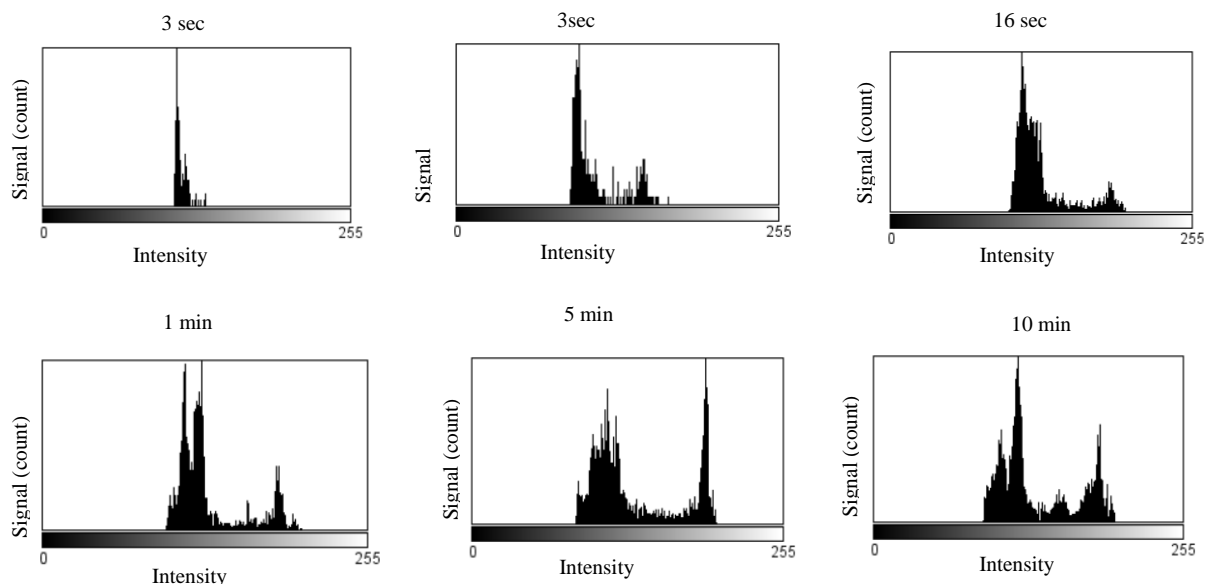 3 sec
Signal (count)
0
255
Intensity
3sec
Signal
0
255
Intensity
16 sec
Signal (count)
0
255
Intensity
1 min
Signal (count)
0
255
Intensity
5 min
Signal (count)
0
255
Intensity
10 min
Signal (count)
0
255
Intensity